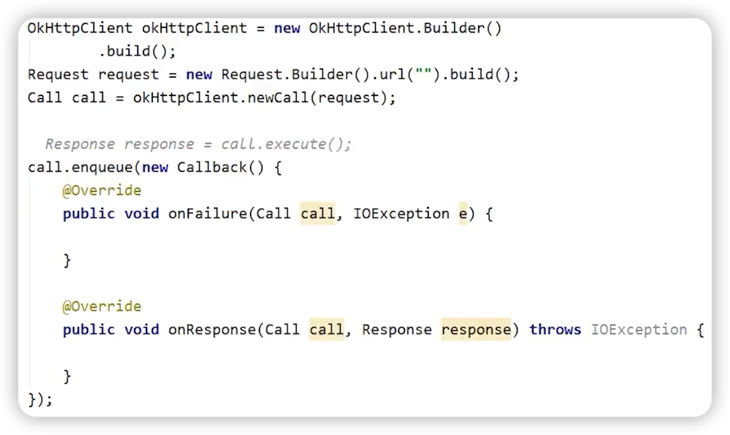 OkHttpClient okHttpClient = new OkHttpClient.Builder()
        .build();
Request request = new Request.Builder().url("").build();
Call call = okHttpClient.newCall(request);
  Response response = call.execute();
call.enqueue(new Callback() {
    @Override
    public void onFailure(Call call, IOException e) {
    }
    @Override
    public void onResponse(Call call, Response response) throws IOException {
    }
});